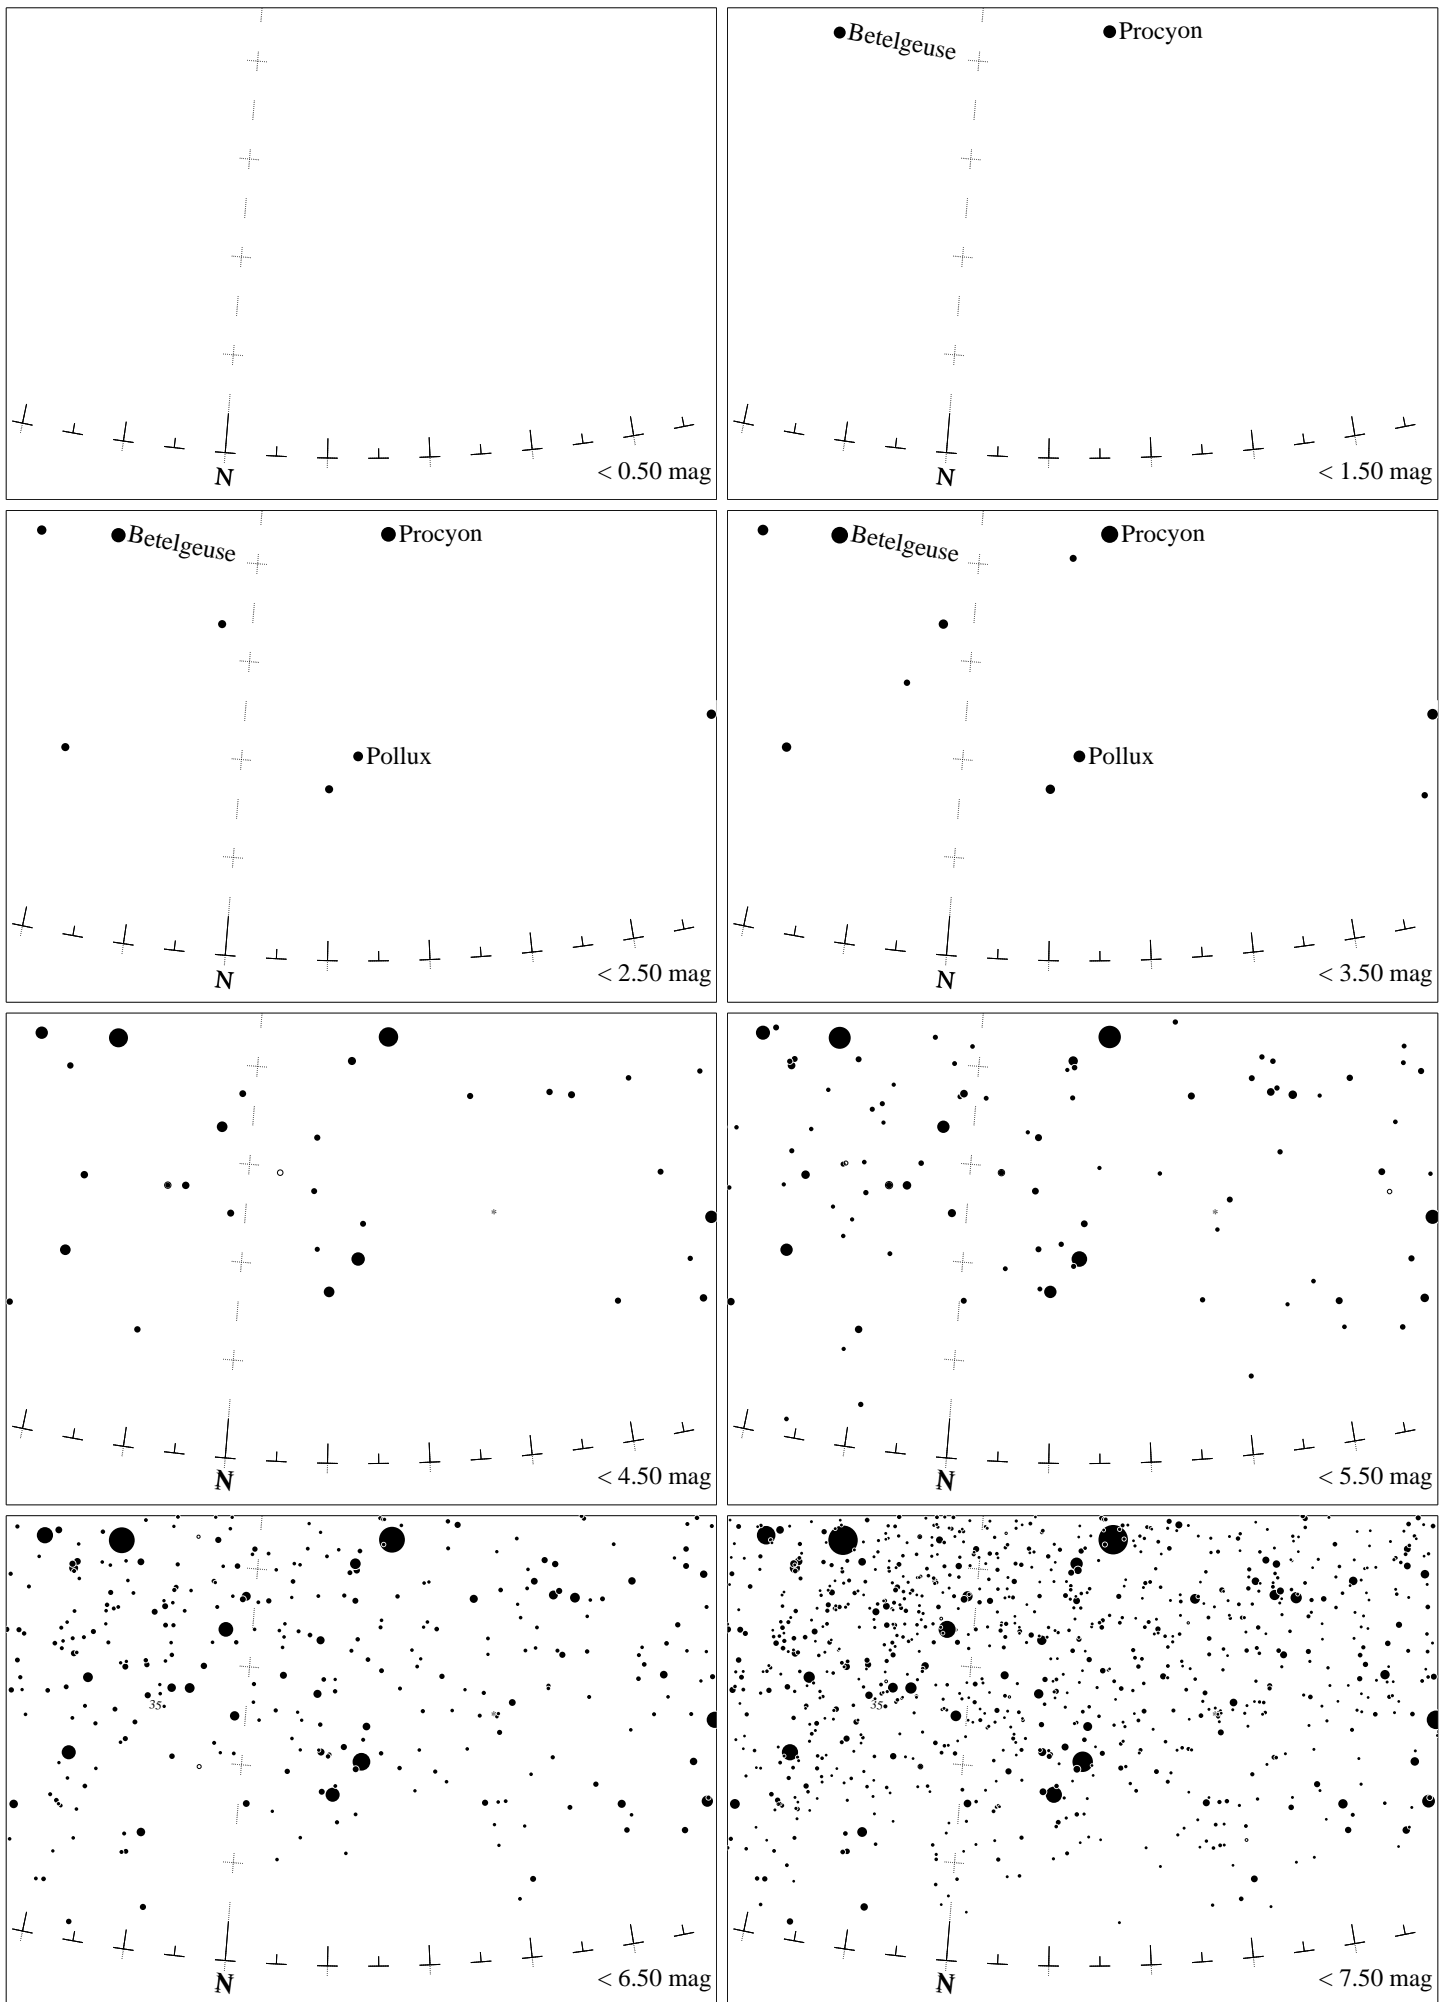 N
< 0.50 mag
Betelgeuse
Procyon
N
< 1.50 mag
Betelgeuse
Procyon
Pollux
N
< 2.50 mag
Betelgeuse
Procyon
Pollux
N
< 3.50 mag
N
< 4.50 mag
N
< 5.50 mag
35
N
< 6.50 mag
35
N
< 7.50 mag